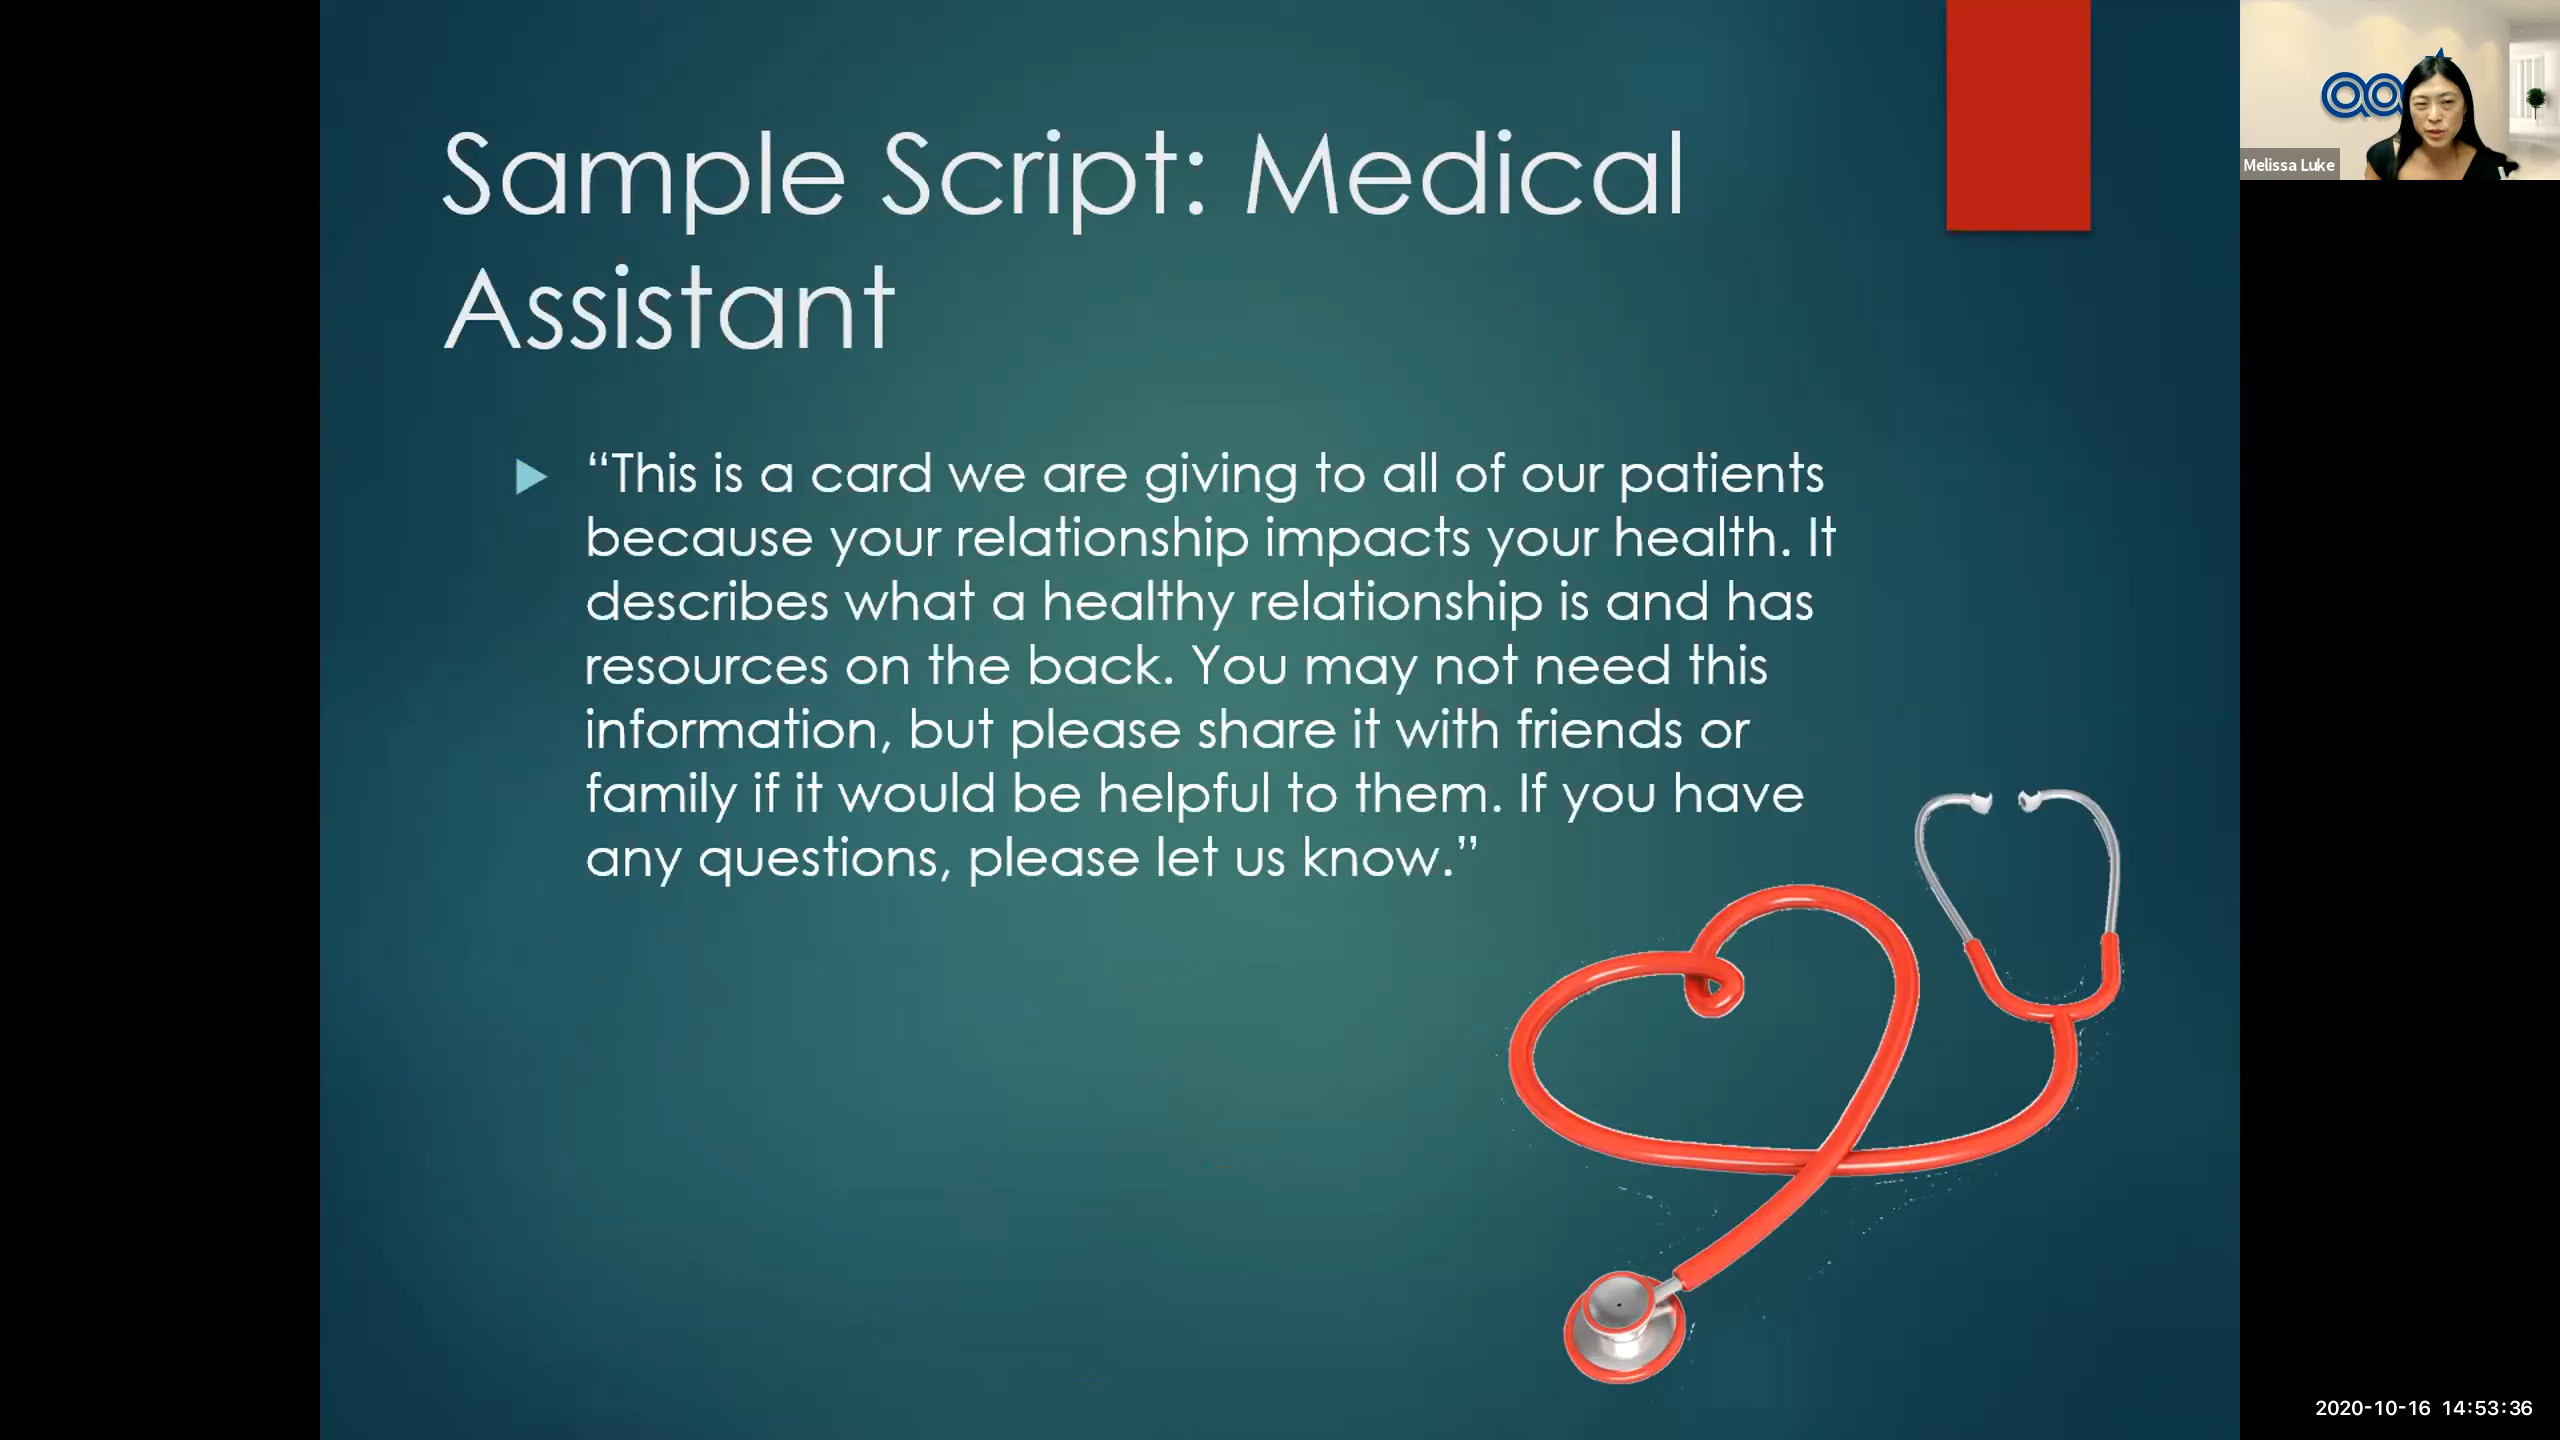 Sample Script: Medical
Assistant
“This is a card we are giving to all of our patients
because your relationship impacts your health. It
describes what a healthy relationship is and has
resources on the back. You may not need this
information, but please share it with friends or
family if it would be helpful to them. If you have
any questions, please let us know.”
Melissa Luke
2020-10-16 14:53:36